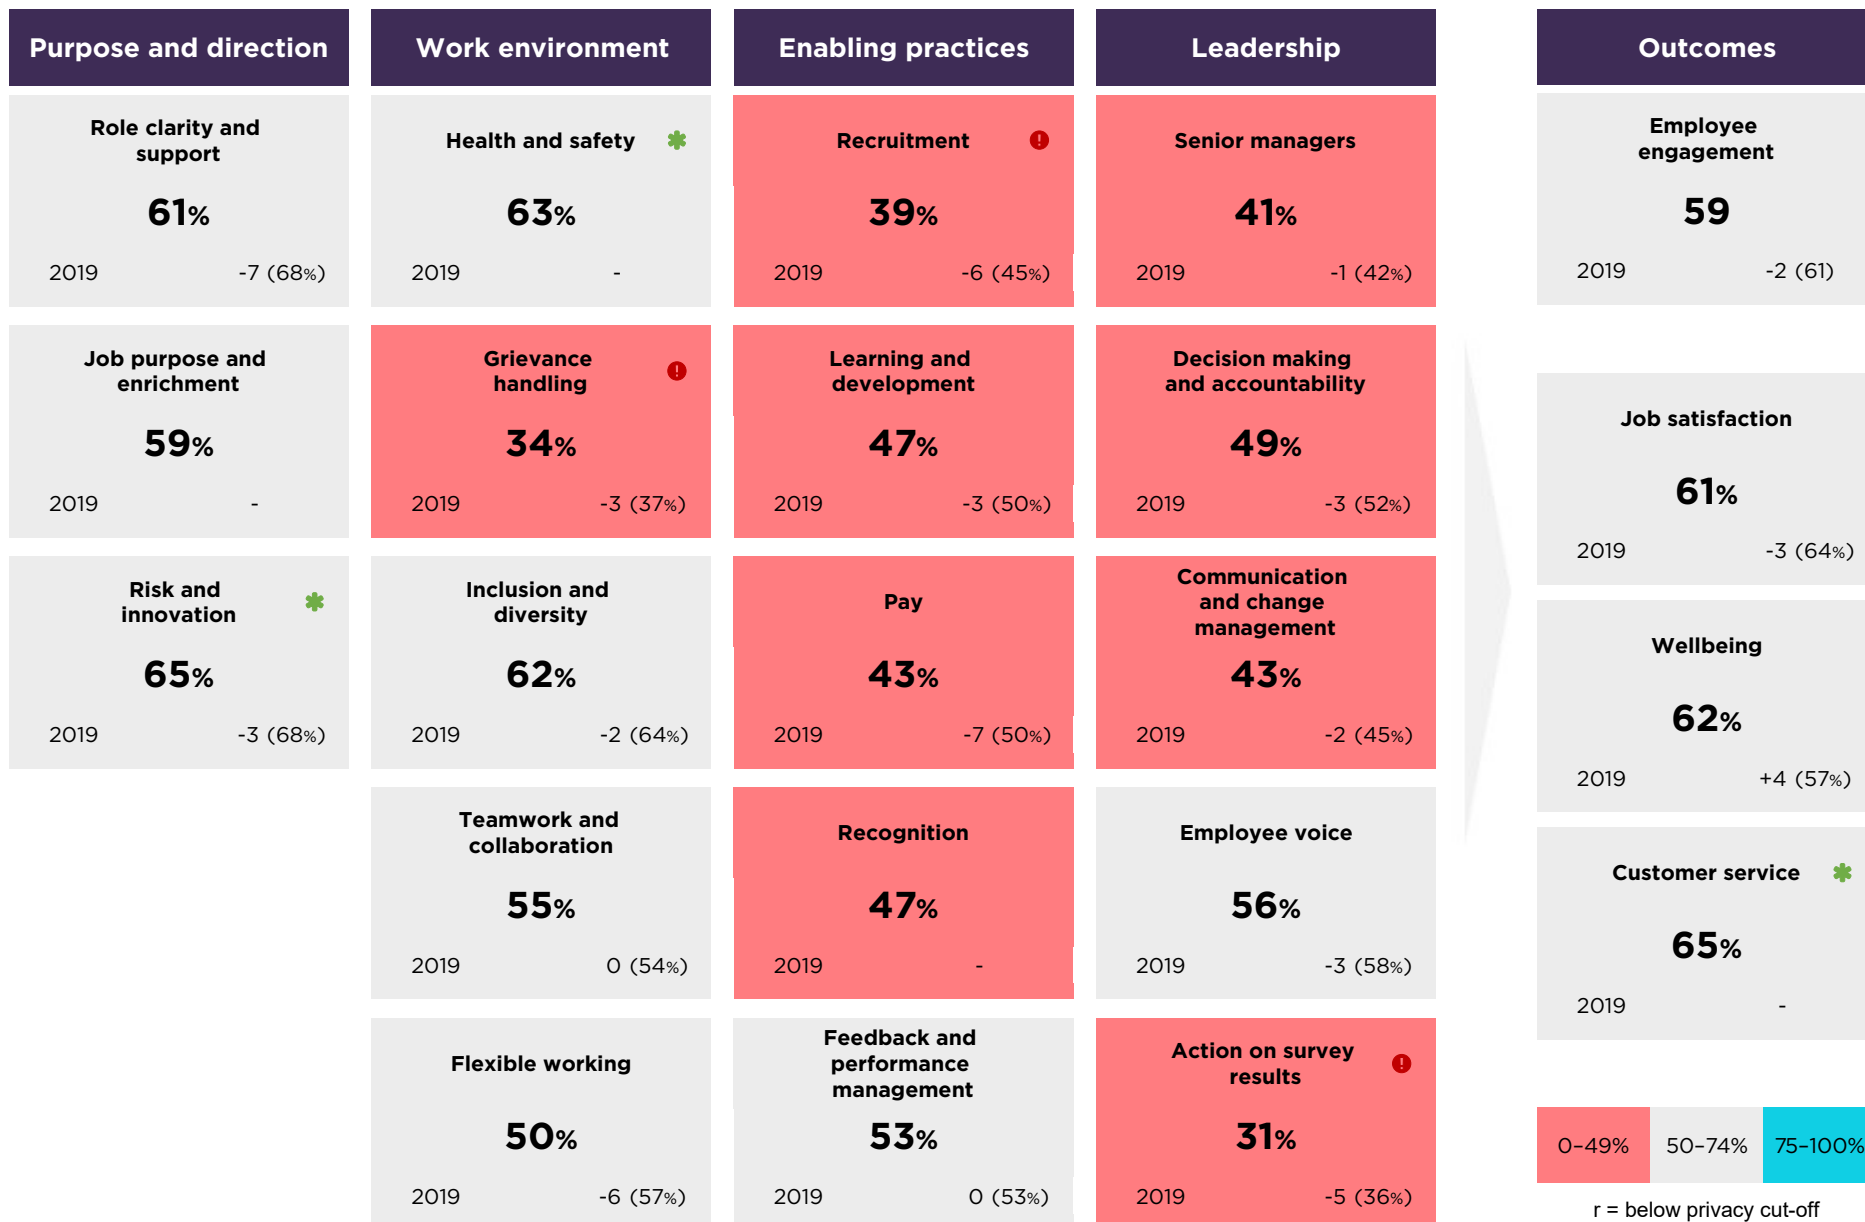 Purpose and direction
Role clarity and
support
61%
2019 -7 (68%)
Job purpose and
enrichment
59%
2019 -
Risk and
innovation
65%
2019 -3 (68%)
Work environment
Health and safety
63%
2019 -
Grievance
handling
34%
2019 -3 (37%)
Inclusion and
diversity
62%
2019 -2 (64%)
Teamwork and
collaboration
55%
2019 0 (54%)
Flexible working
50%
2019 -6 (57%)
Enabling practices
Recruitment
39%
2019 -6 (45%)
Learning and
development
47%
2019 -3 (50%)
Pay
43%
2019 -7 (50%)
Recognition
47%
2019 -
Feedback and
performance
management
53%
2019 0 (53%)
Leadership
Senior managers
41%
2019 -1 (42%)
Decision making
and accountability
49%
2019 -3 (52%)
Communication
and change
management
43%
2019 -2 (45%)
Employee voice
56%
2019 -3 (58%)
Action on survey
results
31%
2019 -5 (36%)
Outcomes
Employee
engagement
59
2019 -2 (61)
Job satisfaction
61%
2019 -3 (64%)
Wellbeing
62%
2019 +4 (57%)
Customer service
65%
2019 -
0–49% 50–74% 75–100%
r = below privacy cut-off